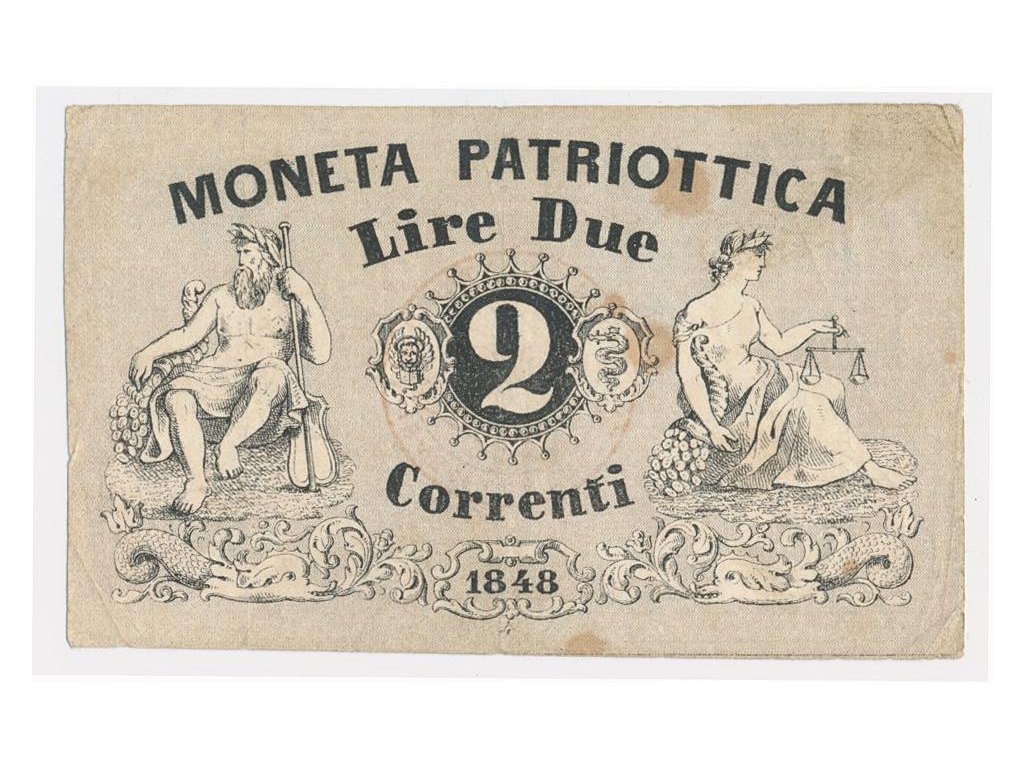 MONETA PATRIOTTICA
Lire Due
2
Correnti
1848